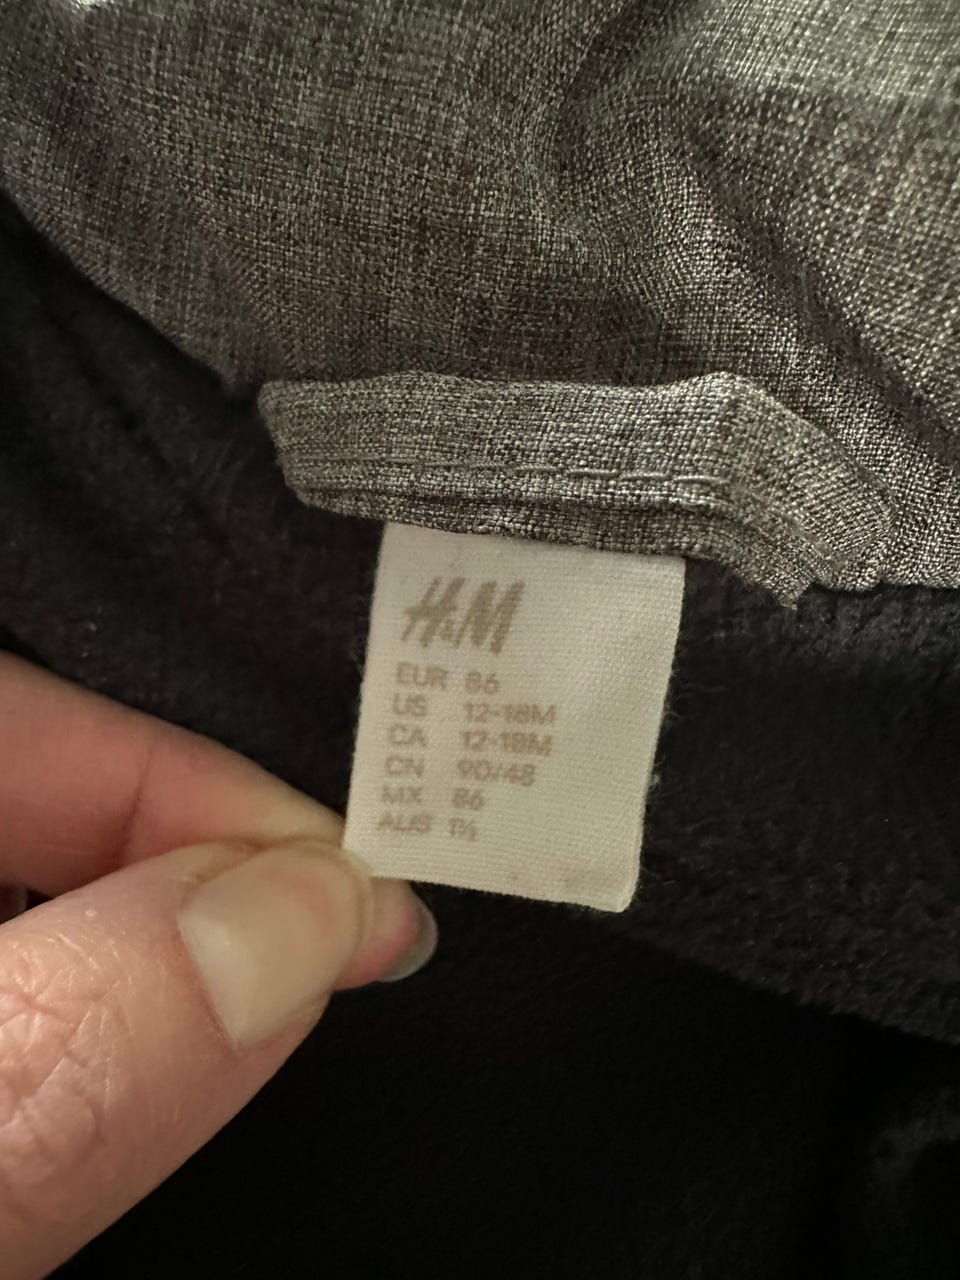 H&M
EUR 86
US 12-18M
CA 12-18M
CN 90/48
MX 86
AUS 1½